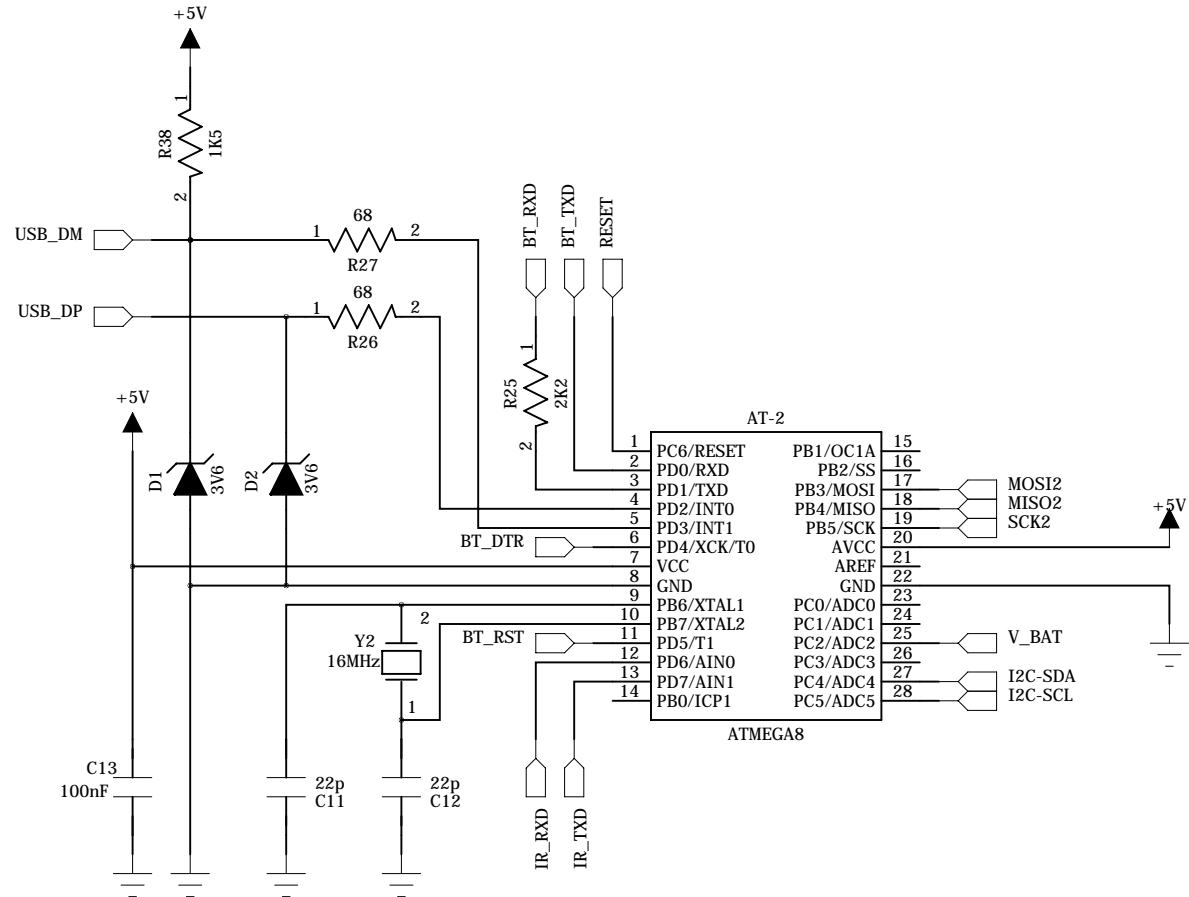 +5V
1
R38
1K5
2
USB_DM
1
68
2
R27
USB_DP
1
68
2
R26
BT_RXD
BT_TXD
RESET
1
R25
2K2
2
+5V
D1
3V6
D2
3V6
AT-2
1 PC6/RESET PB1/OC1A 15
2 PD0/RXD PB2/SS 16
3 PD1/TXD PB3/MOSI 17 MOSI2
4 PD2/INT0 PB4/MISO 18 MISO2
5 PD3/INT1 PB5/SCK 19 SCK2
BT_DTR 6 PD4/XCK/T0 AVCC 20 +5V
7 VCC AREF 21
8 GND GND 22
9 PB6/XTAL1 PC0/ADC0 23
10 PB7/XTAL2 PC1/ADC1 24
BT_RST 11 PD5/T1 PC2/ADC2 25 V_BAT
12 PD6/AIN0 PC3/ADC3 26
13 PD7/AIN1 PC4/ADC4 27 I2C-SDA
14 PB0/ICP1 PC5/ADC5 28 I2C-SCL
ATMEGA8
2
Y2
16MHz
1
C13
100nF
22p
C11
22p
C12
IR_RXD
IR_TXD